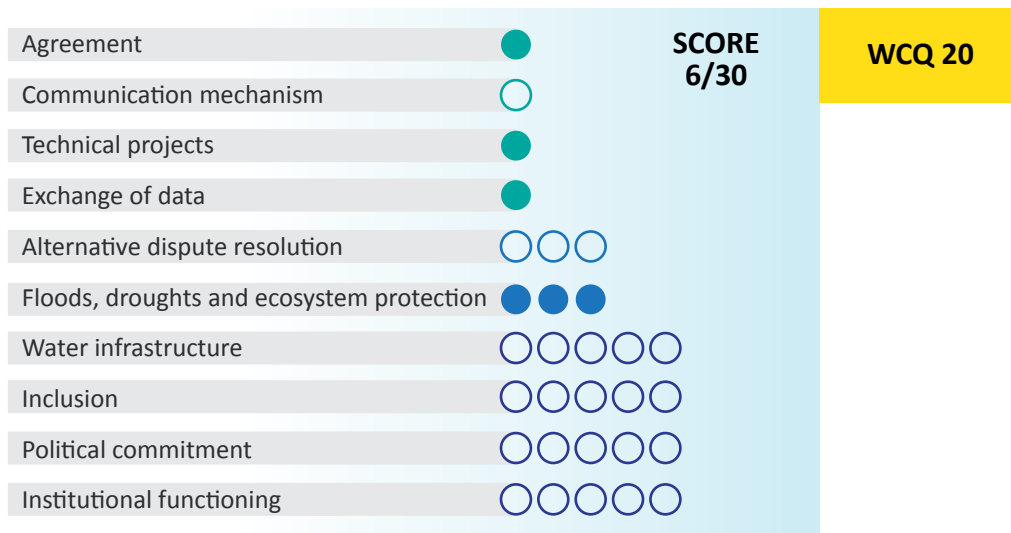 Agreement
Communication mechanism
Technical projects
Exchange of data
Alternative dispute resolution
Floods, droughts and ecosystem protection
Water infrastructure
Inclusion
Political commitment
Institutional functioning
SCORE
6/30
WCQ 20